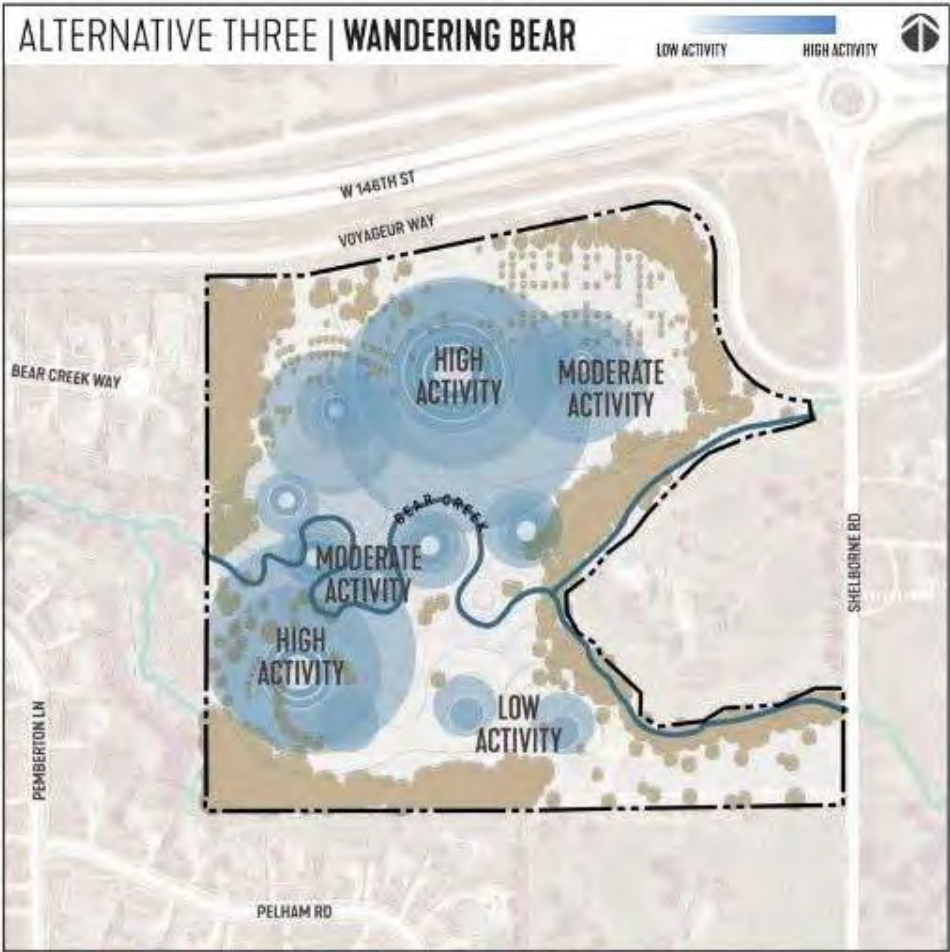 ALTERNATIVE THREE | WANDERING BEAR
LOW ACTIVITY
HIGH ACTIVITY
W 146TH ST
VOYAGEUR WAY
BEAR CREEK WAY
HIGH
ACTIVITY
MODERATE
ACTIVITY
BEAR CREEK
MODERATE
ACTIVITY
HIGH
ACTIVITY
LOW
ACTIVITY
SHELBORNE RD
PEMBERTON LN
PELHAM RD